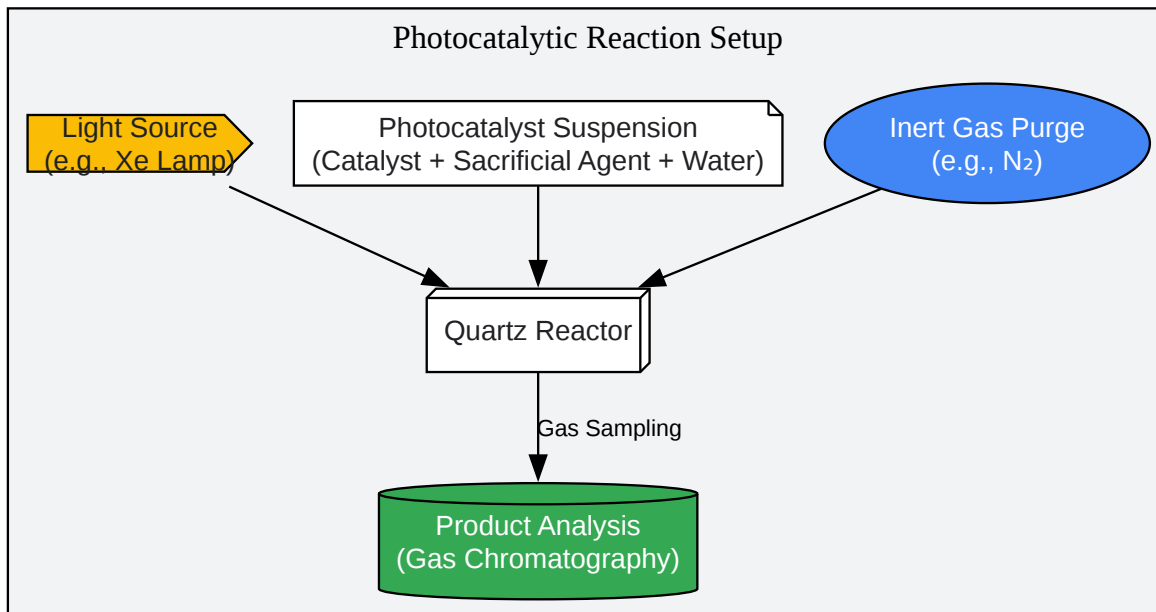 Photocatalytic Reaction Setup
Light Source
(e.g., Xe Lamp)
Photocatalyst Suspension
(Catalyst + Sacrificial Agent + Water)
Inert Gas Purge
(e.g., N₂)
Quartz Reactor
Gas Sampling
Product Analysis
(Gas Chromatography)